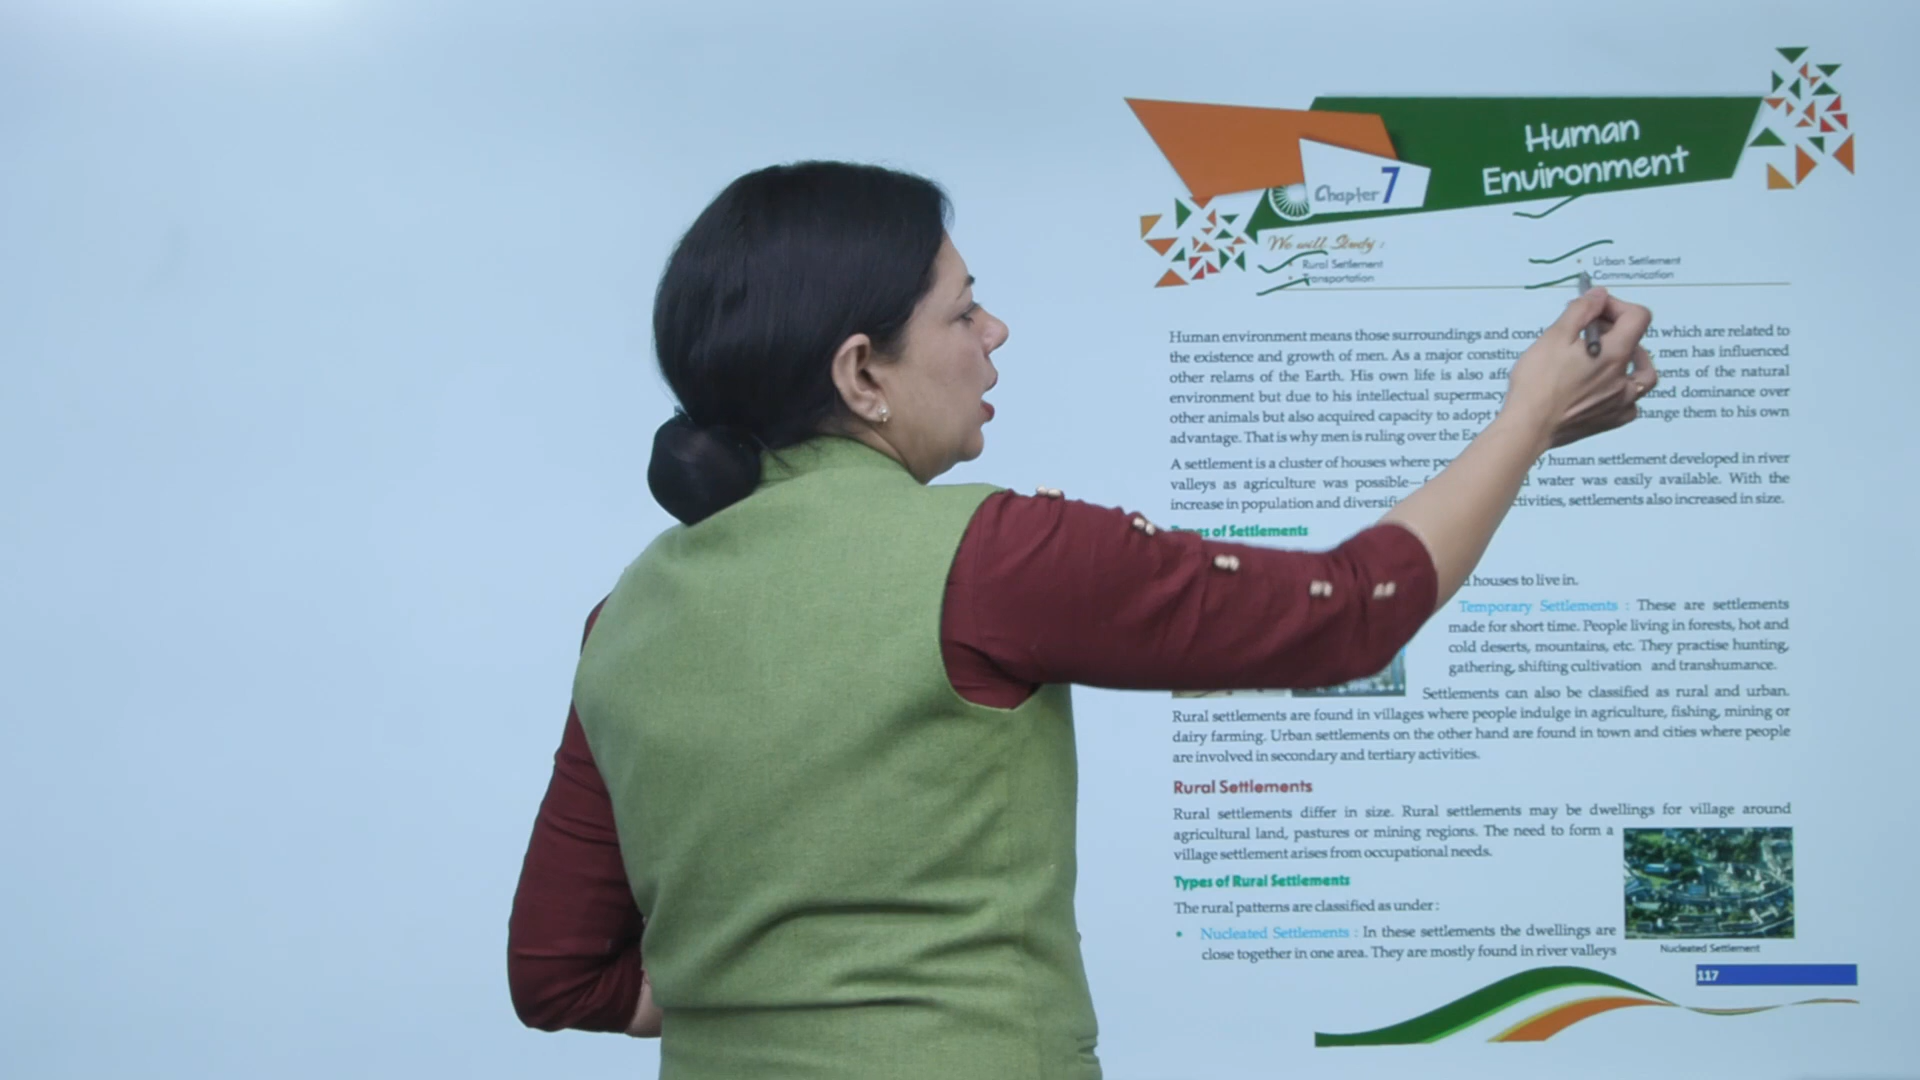 Human
Environment
Chapter 7
We will Study :
• Rural Settlement
• Urban Settlement
• Transportation
Communication
Human environment means those surroundings and which are related to
the existence and growth of men. As a major men has influenced
other relams of the Earth. His own life is also of the natural
environment but due to his intellectual supermacy dominance over
other animals but also acquired capacity to adopt change them to his own
advantage. That is why men is ruling over the
A settlement is a cluster of houses where human settlement developed in river
valleys as agriculture was possible— water was easily available. With the
increase in population and settlements also increased in size.
of Settlements
houses to live in.
Temporary Settlements : These are settlements
made for short time. People living in forests, hot and
cold deserts, mountains, etc. They practise hunting,
gathering, shifting cultivation and transhumance.
Settlements can also be classified as rural and urban.
Rural settlements are found in villages where people indulge in agriculture, fishing, mining or
dairy farming. Urban settlements on the other hand are found in town and cities where people
are involved in secondary and tertiary activities.
Rural Settlements
Rural settlements differ in size. Rural settlements may be dwellings for village around
agricultural land, pastures or mining regions. The need to form a
village settlement arises from occupational needs.
Types of Rural Settlements
The rural patterns are classified as under :
• Nucleated Settlements : In these settlements the dwellings are
close together in one area. They are mostly found in river valleys
Nucleated Settlement
117